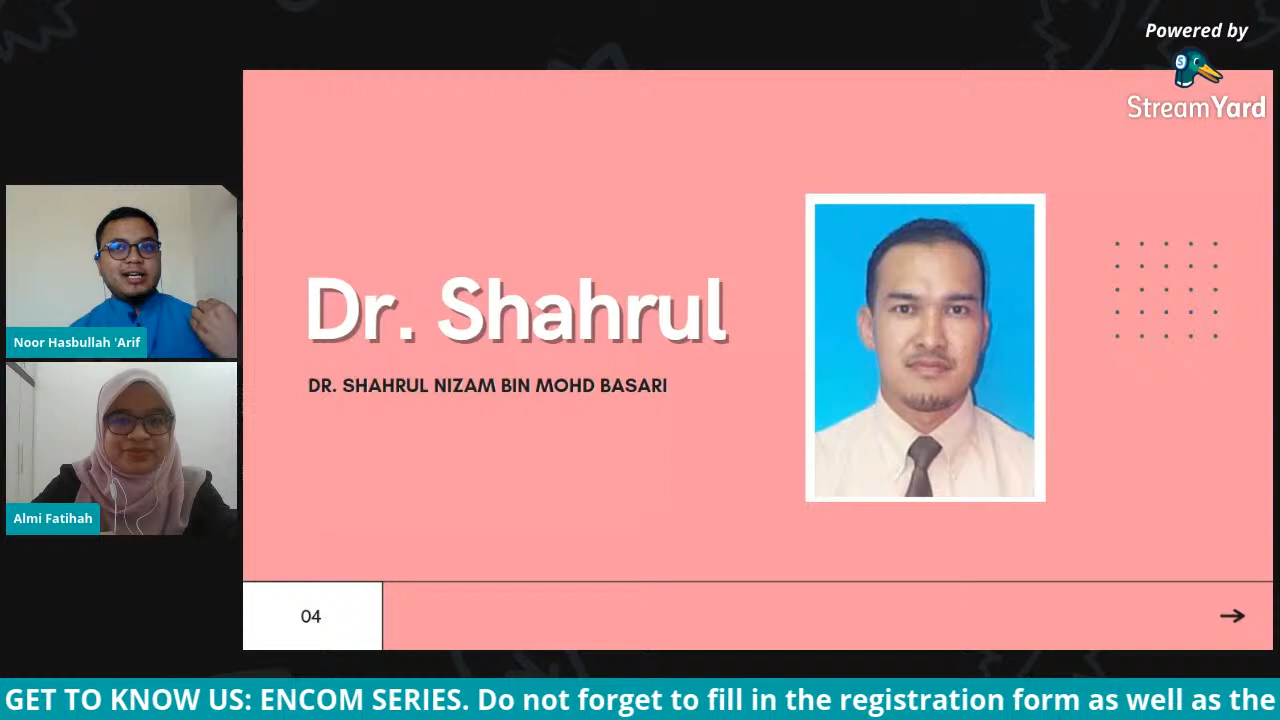 Powered by
StreamYard
Noor Hasbullah 'Arif
Almi Fatihah
Dr. Shahrul
DR. SHAHRUL NIZAM BIN MOHD BASARI
04
GET TO KNOW US: ENCOM SERIES. Do not forget to fill in the registration form as well as the